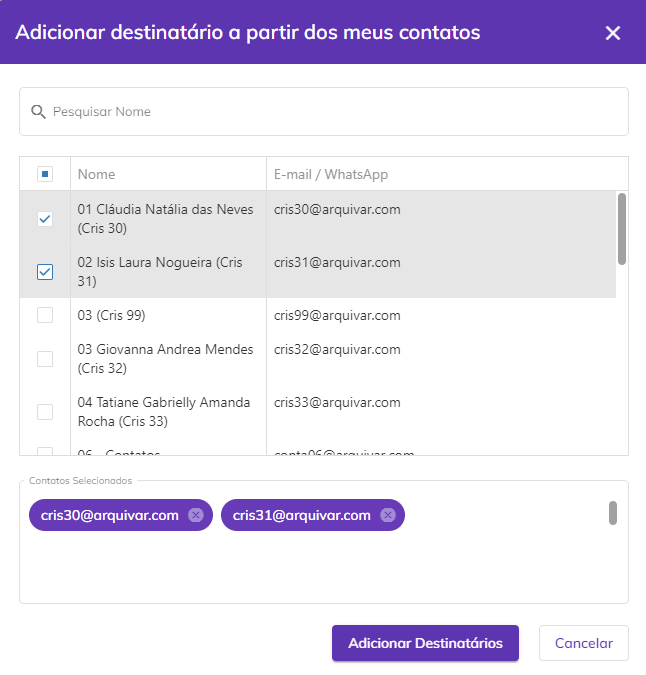 Adicionar destinatário a partir dos meus contatos
Pesquisar Nome
Nome E-mail / WhatsApp
01 Cláudia Natália das Neves cris30@arquivar.com
(Cris 30)
02 Isis Laura Nogueira (Cris cris31@arquivar.com
31)
03 (Cris 99) cris99@arquivar.com
03 Giovanna Andrea Mendes cris32@arquivar.com
(Cris 32)
04 Tatiane Gabrielly Amanda cris33@arquivar.com
Rocha (Cris 33)
06 - Contatos conta06@arquivar.com
Contatos Selecionados
cris30@arquivar.com cris31@arquivar.com
Adicionar Destinatários Cancelar